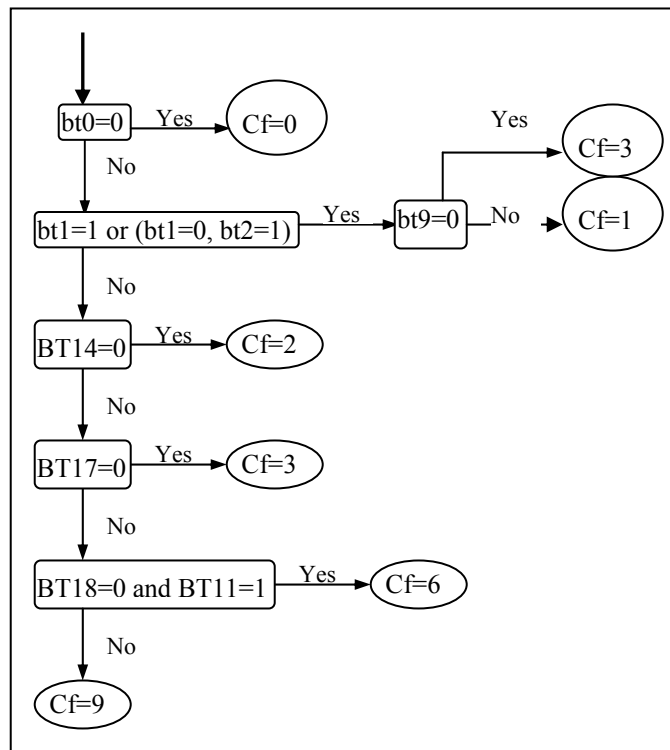 bt0=0
Yes
Cf=0
Yes
Cf=3
No
bt1=1 or (bt1=0, bt2=1)
Yes
bt9=0
No
Cf=1
No
BT14=0
Yes
Cf=2
No
BT17=0
Yes
Cf=3
No
BT18=0 and BT11=1
Yes
Cf=6
No
Cf=9